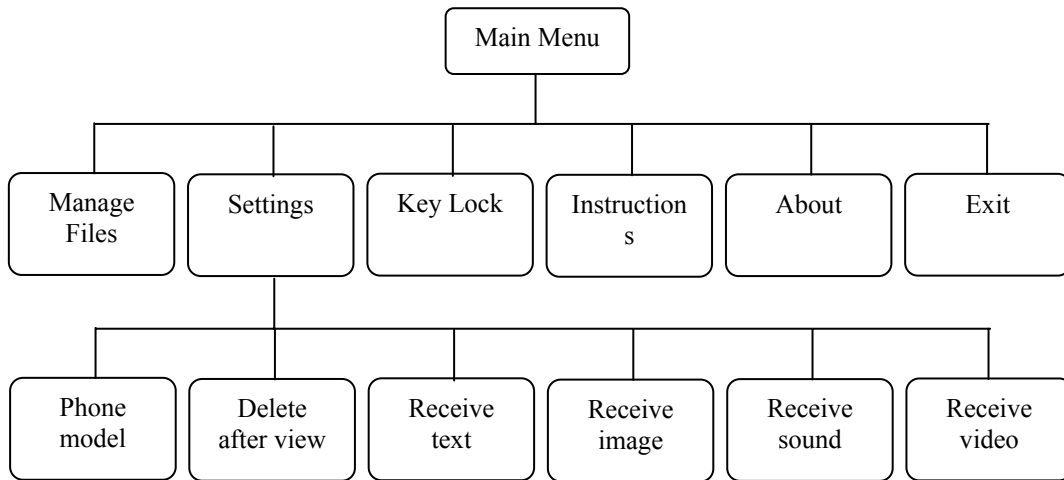 Main Menu
Manage
Files
Settings
Key Lock
Instruction
s
About
Exit
Phone
model
Delete
after view
Receive
text
Receive
image
Receive
sound
Receive
video